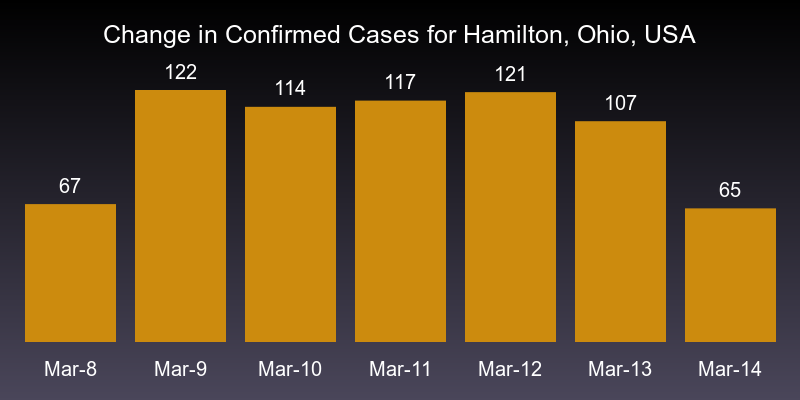 Change in Confirmed Cases for Hamilton, Ohio, USA
67 122 114 117 121 107 65
Mar-8 Mar-9 Mar-10 Mar-11 Mar-12 Mar-13 Mar-14